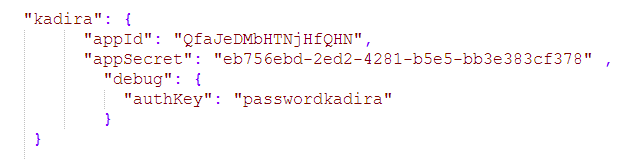 "kadira": {
"appId": "QfaJeDMbHTNjHfQHN",
"appSecret": "eb756ebd-2ed2-4281-b5e5-bb3e383cf378" ,
"debug": {
"authKey": "passwordkadira"
}
}